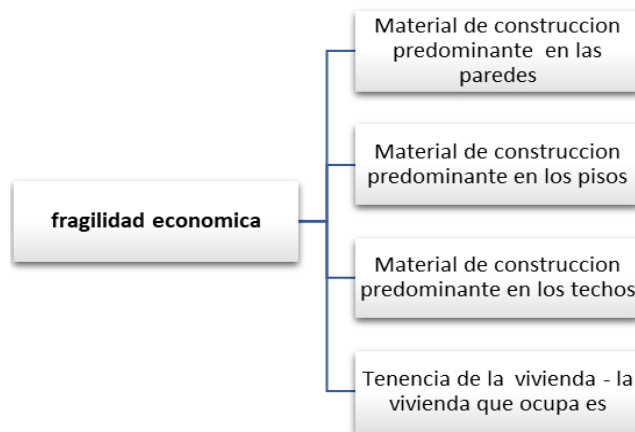 Material de construccion
predominante en las
paredes
Material de construccion
predominante en los pisos
fragilidad economica
Material de construccion
predominante en los techos
Tenencia de la vivienda - la
vivienda que ocupa es